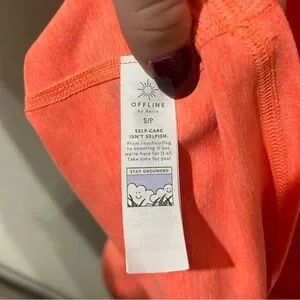 OFFLINE
by Aerie
S/P
SELF-CARE
ISN'T SELFISH.
From couchsurfing
to sweating it out,
we're here for it all.
Take time for you!
STAY GROUNDED